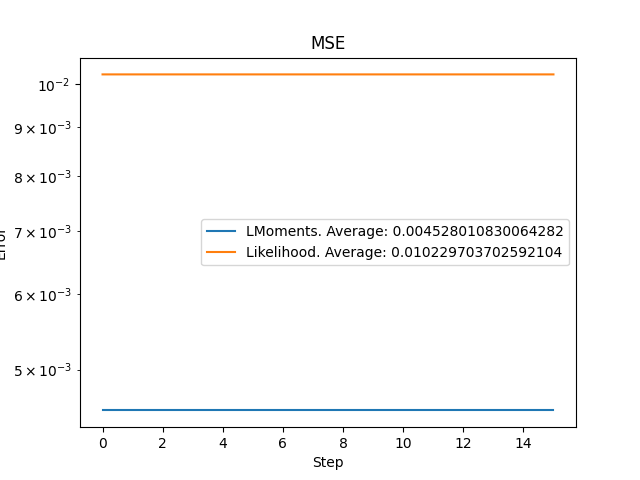 MSE
10⁻²
9 × 10⁻³
8 × 10⁻³
7 × 10⁻³
6 × 10⁻³
5 × 10⁻³
LMoments. Average: 0.004528010830064282
Likelihood. Average: 0.010229703702592104
0 2 4 6 8 10 12 14
Step